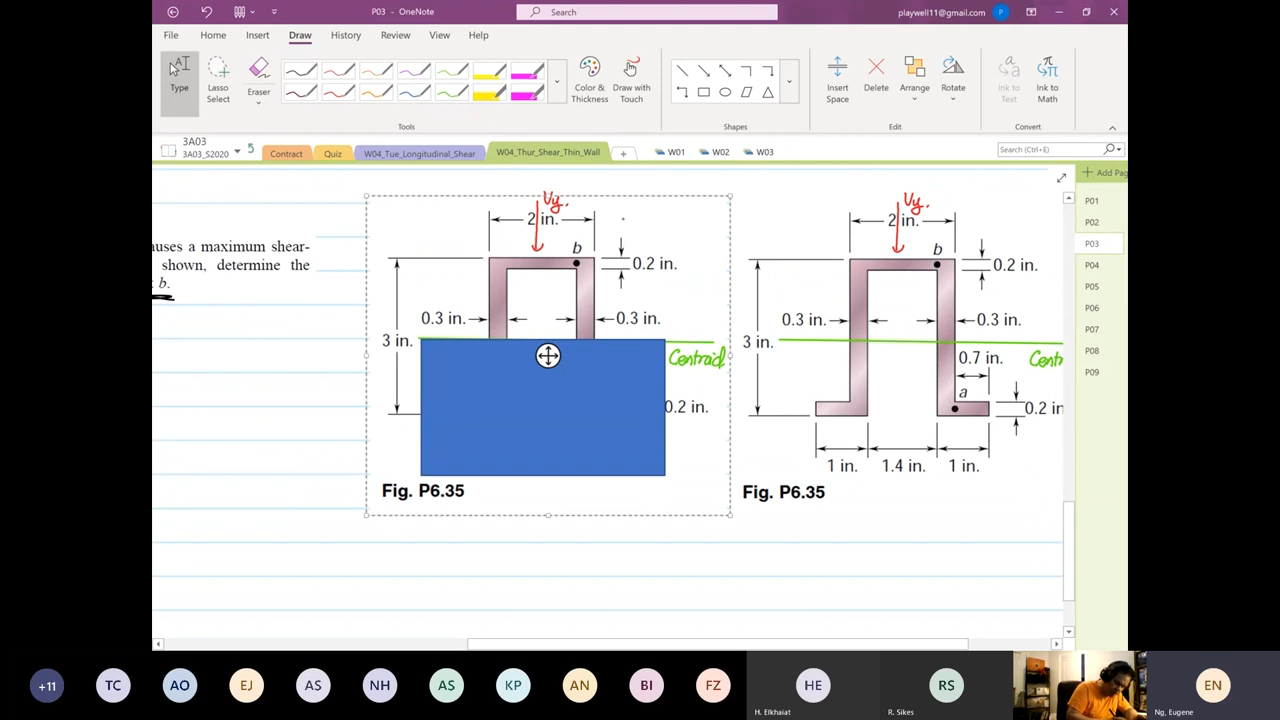 P03 - OneNote
Search
playwell11@gmail.com
P
File
Home
Insert
Draw
History
Review
View
Help
Type
Lasso Select
Eraser
Color & Thickness
Draw with Touch
Insert Space
Delete
Arrange
Rotate
Ink to Text
Ink to Math
Tools
Shapes
Edit
Convert
3A03
3A03_S2020
5
Contract
Quiz
W04_Tue_Longitudinal_Shear
W04_Thur_Shear_Thin_Wall
W01
W02
W03
Search (Ctrl+E)
Add Pag
P01
P02
P03
P04
P05
P06
P07
P08
P09
auses a maximum shear-
shown, determine the
b.
Vy.
2 in.
b
0.2 in.
0.3 in.
0.3 in.
3 in.
Centroid
0.2 in.
Fig. P6.35
Vy.
2 in.
b
0.2 in.
0.3 in.
0.3 in.
3 in.
Centr
0.7 in.
a
0.2 in
1 in.
1.4 in.
1 in.
Fig. P6.35
+11
TC
AO
EJ
AS
NH
AS
KP
AN
BI
FZ
HE
RS
EN
H. Elkhaiat
R. Sikes
Ng, Eugene